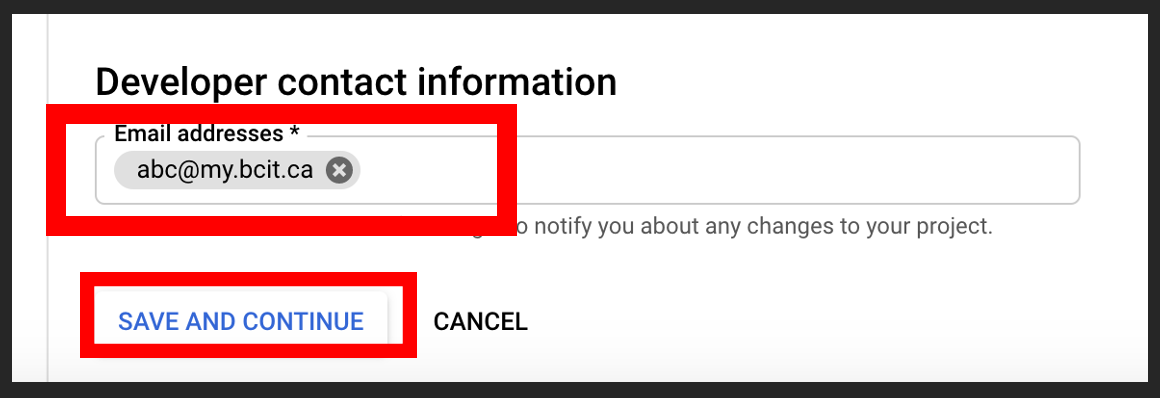 Developer contact information
Email addresses *
abc@my.bcit.ca
to notify you about any changes to your project.
SAVE AND CONTINUE
CANCEL